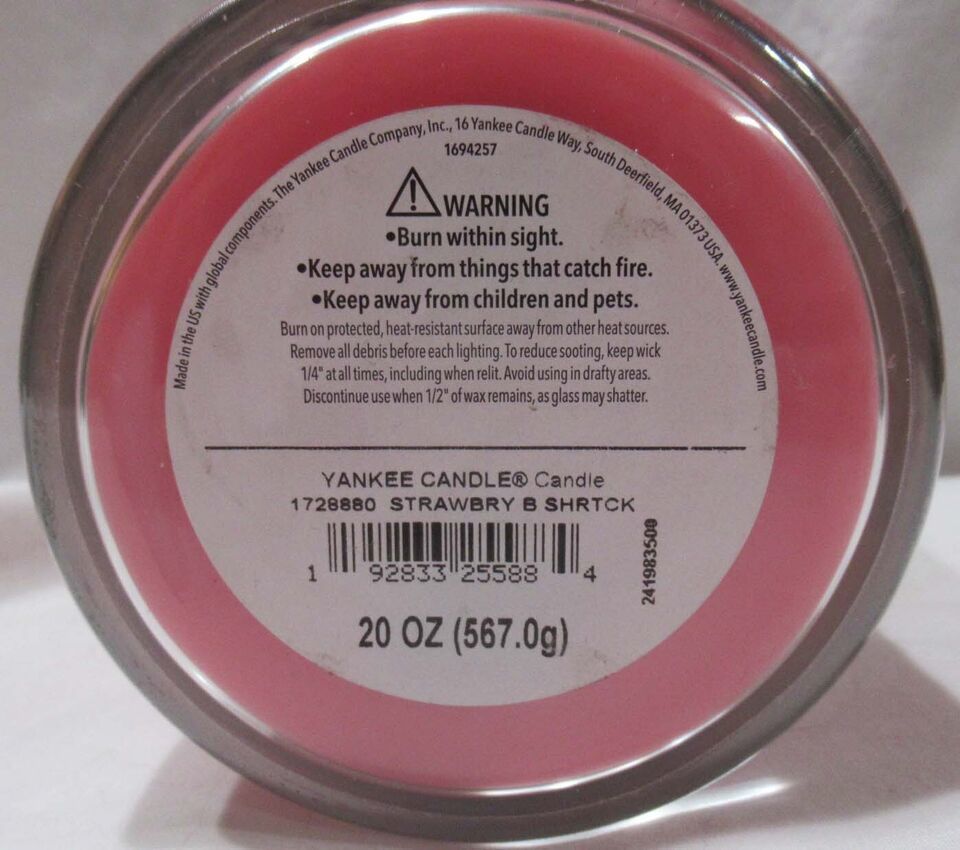 Made in the US with global components. The Yankee Candle Company, Inc., 16 Yankee Candle Way, South Deerfield, MA 01373 USA. www.yankeecandle.com
1694257
WARNING
•Burn within sight.
•Keep away from things that catch fire.
•Keep away from children and pets.
Burn on protected, heat-resistant surface away from other heat sources.
Remove all debris before each lighting. To reduce sooting, keep wick
1/4" at all times, including when relit. Avoid using in drafty areas.
Discontinue use when 1/2" of wax remains, as glass may shatter.
YANKEE CANDLE® Candle
1728880 STRAWBRY B SHRTCK
1 92833 25588 4
241983500
20 OZ (567.0g)